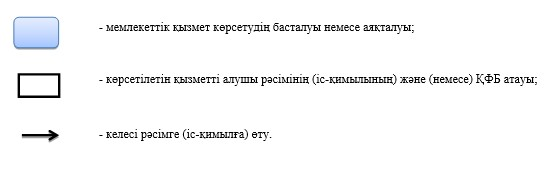 - мемлекеттік қызмет көрсетудің басталуы немесе аяқталуы;
- көрсетілетін қызметті алушы рәсімінің (іс-қимылының) және (немесе) ҚФБ атауы;
- келесі рәсімге (іс-қимылға) өту.